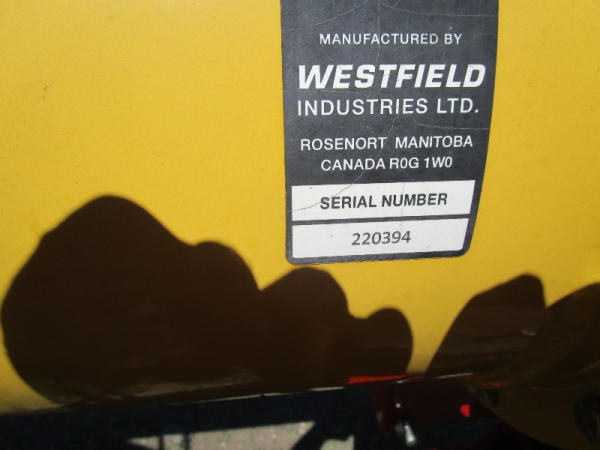 MANUFACTURED BY
WESTFIELD
INDUSTRIES LTD.
ROSENORT MANITOBA
CANADA R0G 1W0
SERIAL NUMBER
220394